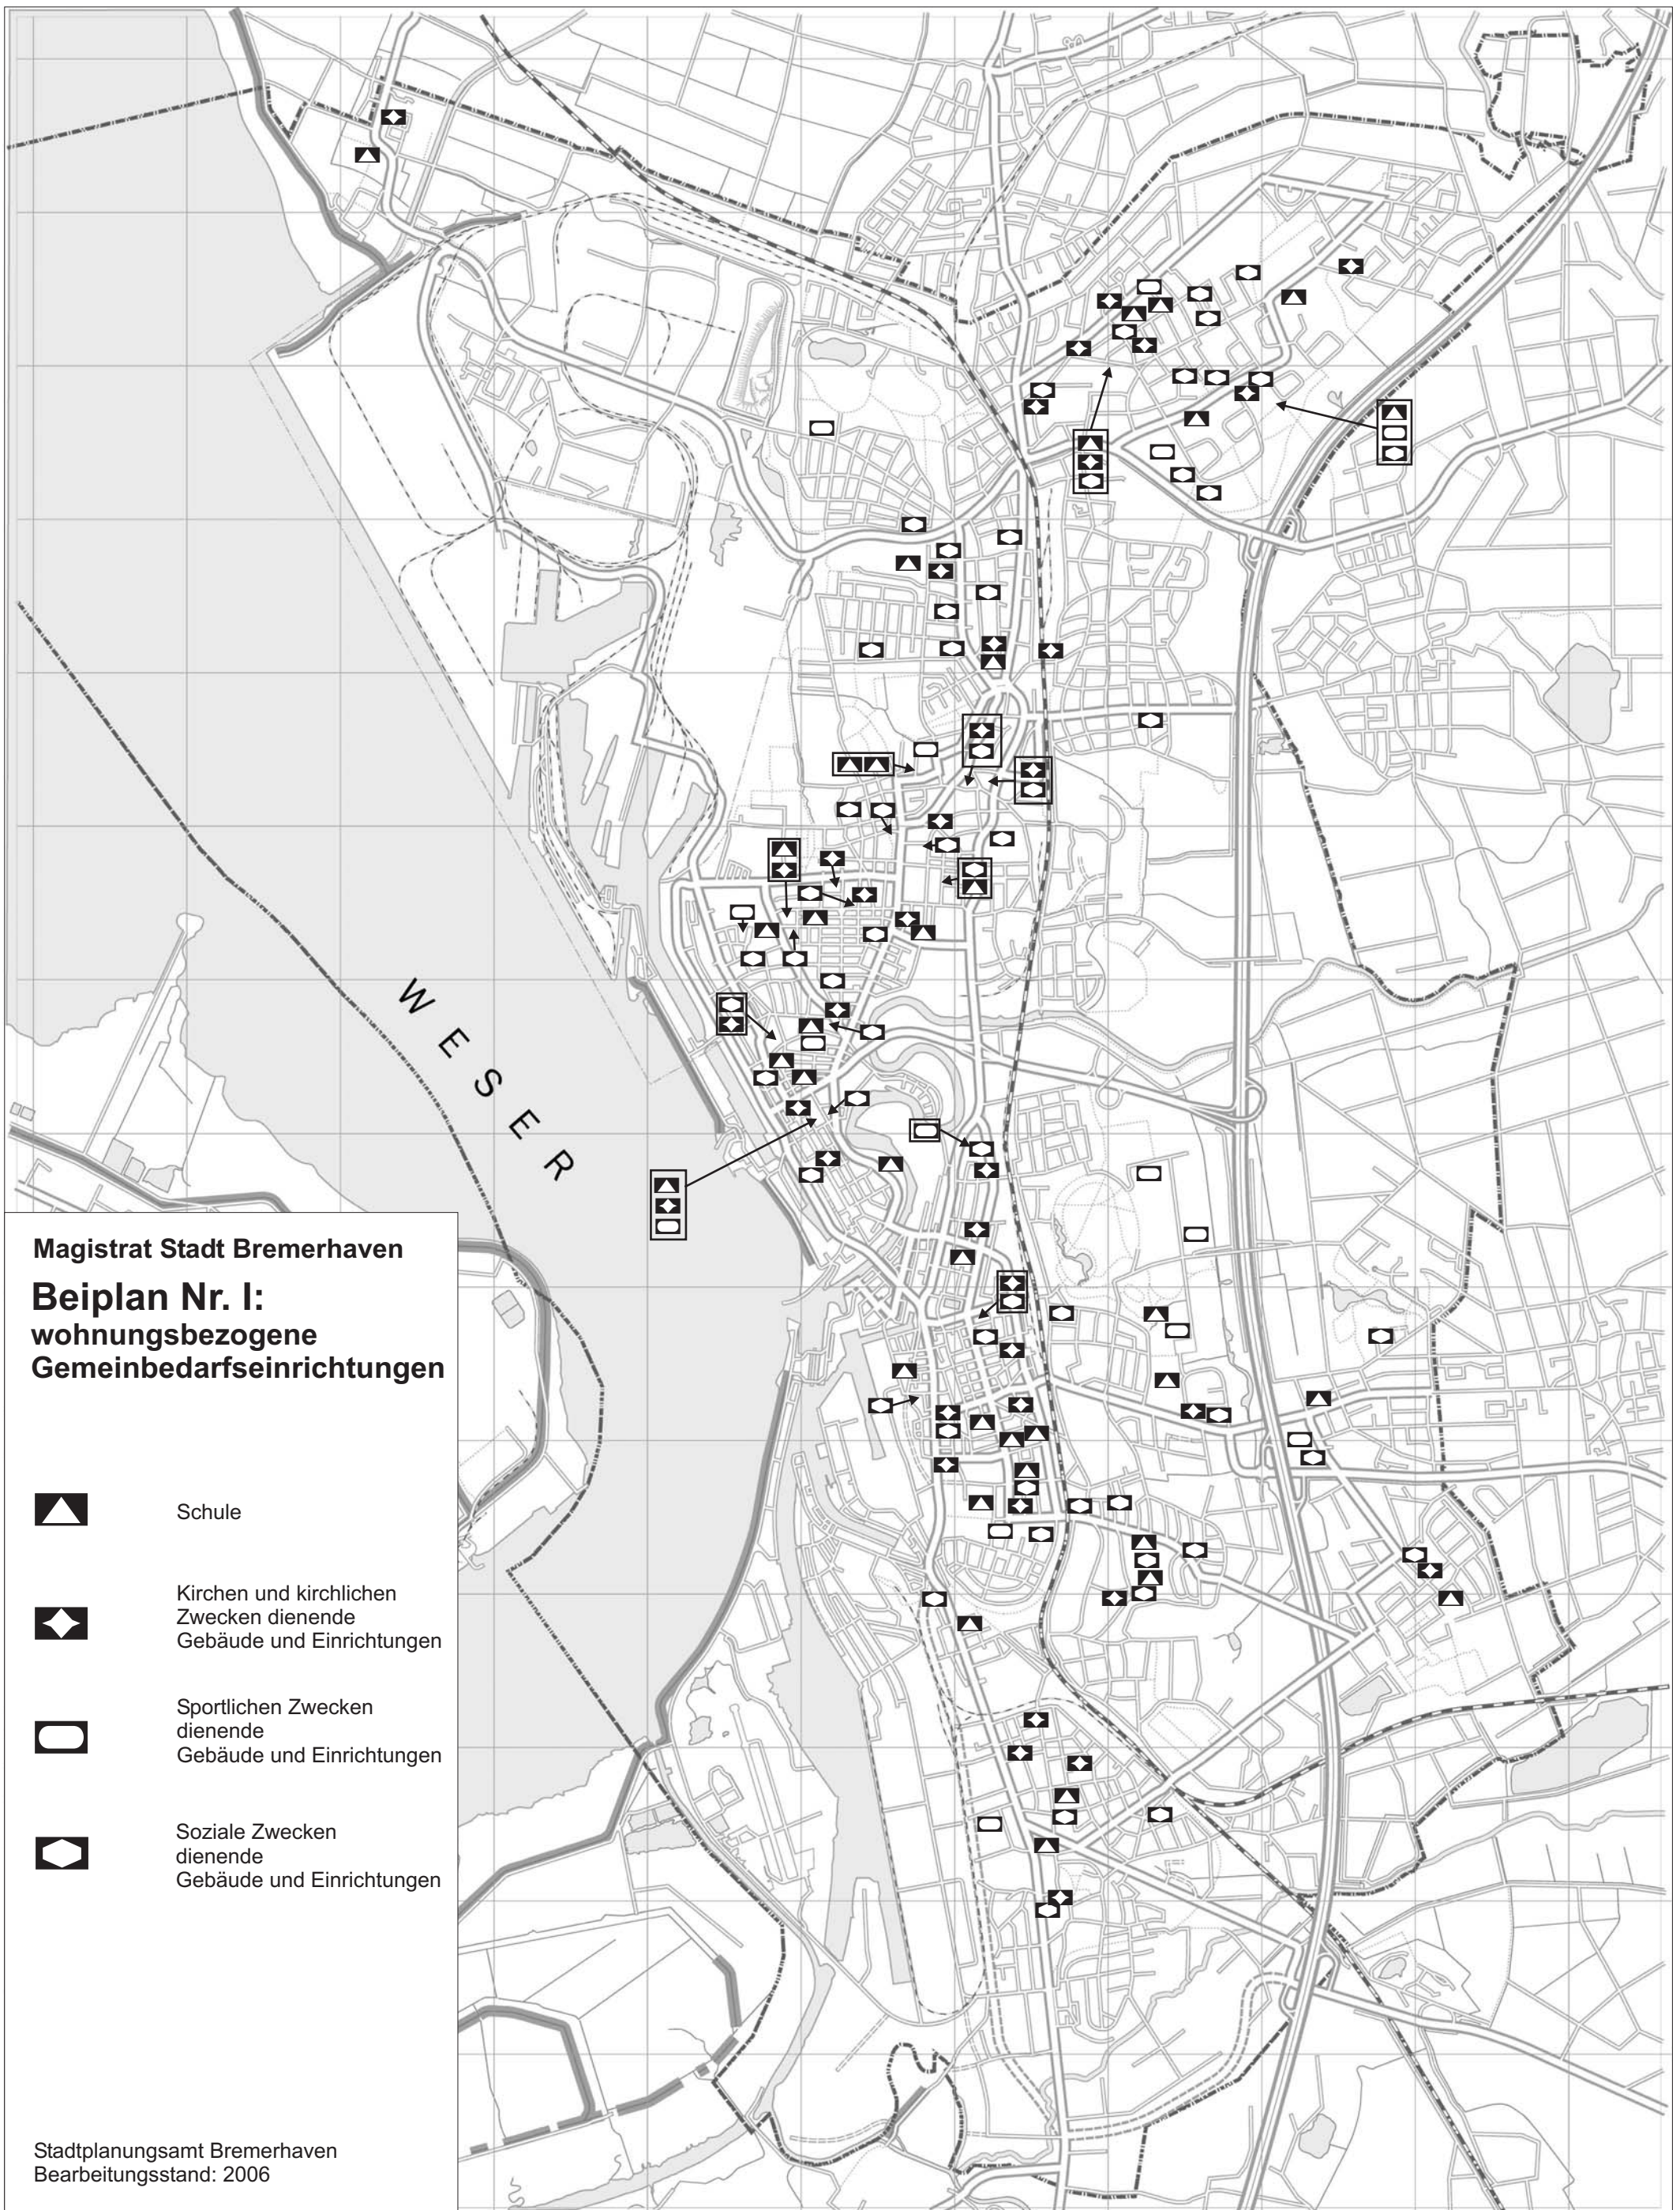 WESER
Magistrat Stadt Bremerhaven
Beiplan Nr. I:
wohnungsbezogene
Gemeinbedarfseinrichtungen
Schule
Kirchen und kirchlichen
Zwecken dienende
Gebäude und Einrichtungen
Sportlichen Zwecken
dienende
Gebäude und Einrichtungen
Soziale Zwecken
dienende
Gebäude und Einrichtungen
Stadtplanungsamt Bremerhaven
Bearbeitungsstand: 2006